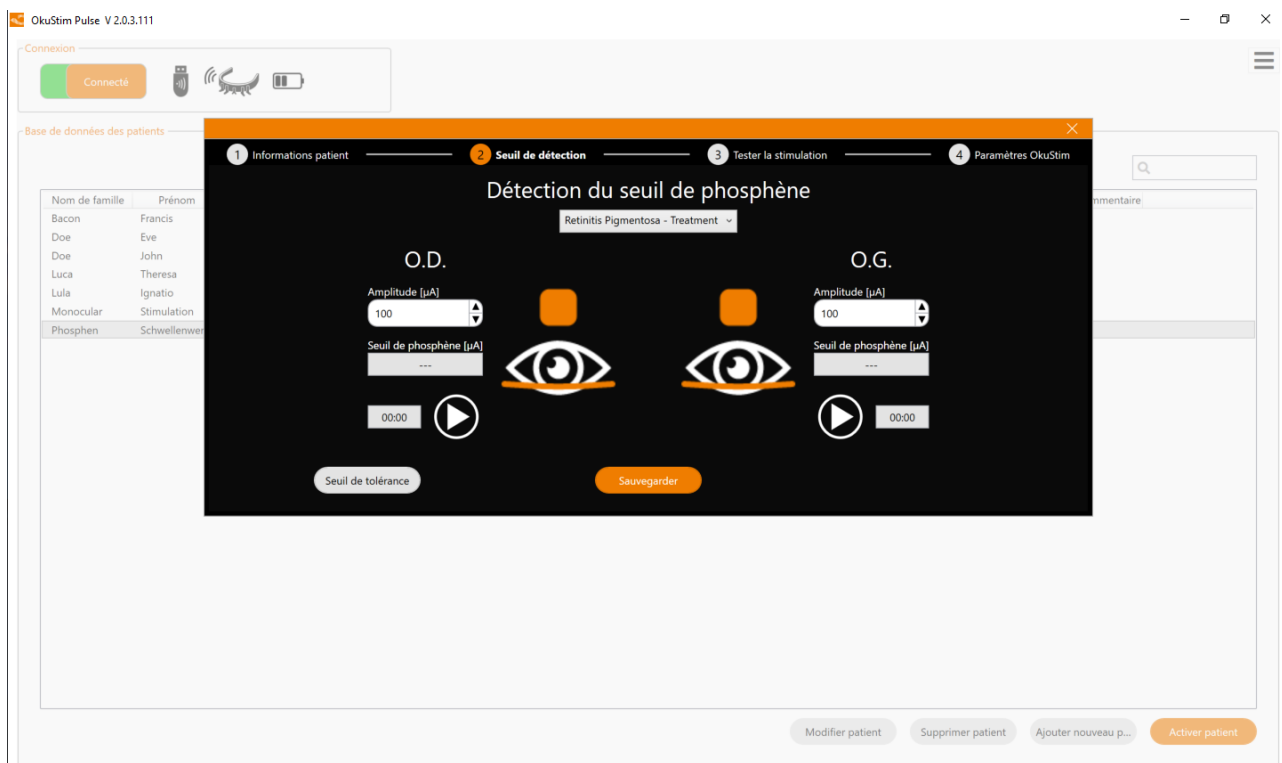 OkuStim Pulse V 2.0.3.111
Connexion
Connecté
Base de données des patients
1 Informations patient 2 Seuil de détection 3 Tester la stimulation 4 Paramètres OkuStim
Détection du seuil de phosphène
Retinitis Pigmentosa - Treatment
O.D. O.G.
Amplitude [µA] Amplitude [µA]
100 100
Seuil de phosphène [µA] Seuil de phosphène [µA]
--- ---
00:00 00:00
Seuil de tolérance Sauvegarder
Nom de famille Prénom mmentaire
Bacon Francis
Doe Eve
Doe John
Luca Theresa
Lula Ignatio
Monocular Stimulation
Phosphen Schwellenwer
Modifier patient Supprimer patient Ajouter nouveau p... Activer patient